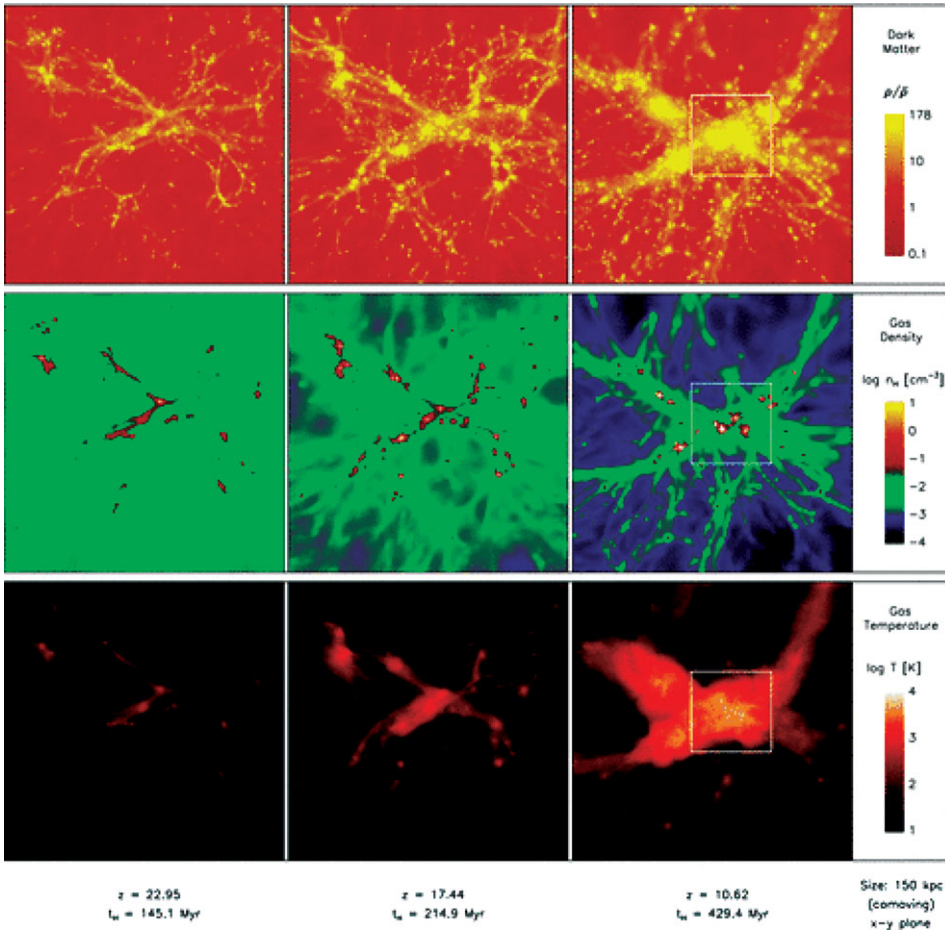 Dark
Matter
ρ/ρ̄
178
10
1
0.1
Gas
Density
log n_H [cm⁻³]
1
0
−1
−2
−3
−4
Gas
Temperature
log T [K]
4
3
2
1
z = 22.95
t_H = 145.1 Myr
z = 17.44
t_H = 214.9 Myr
z = 10.62
t_H = 429.4 Myr
Size: 150 kpc
(comoving)
x-y plane